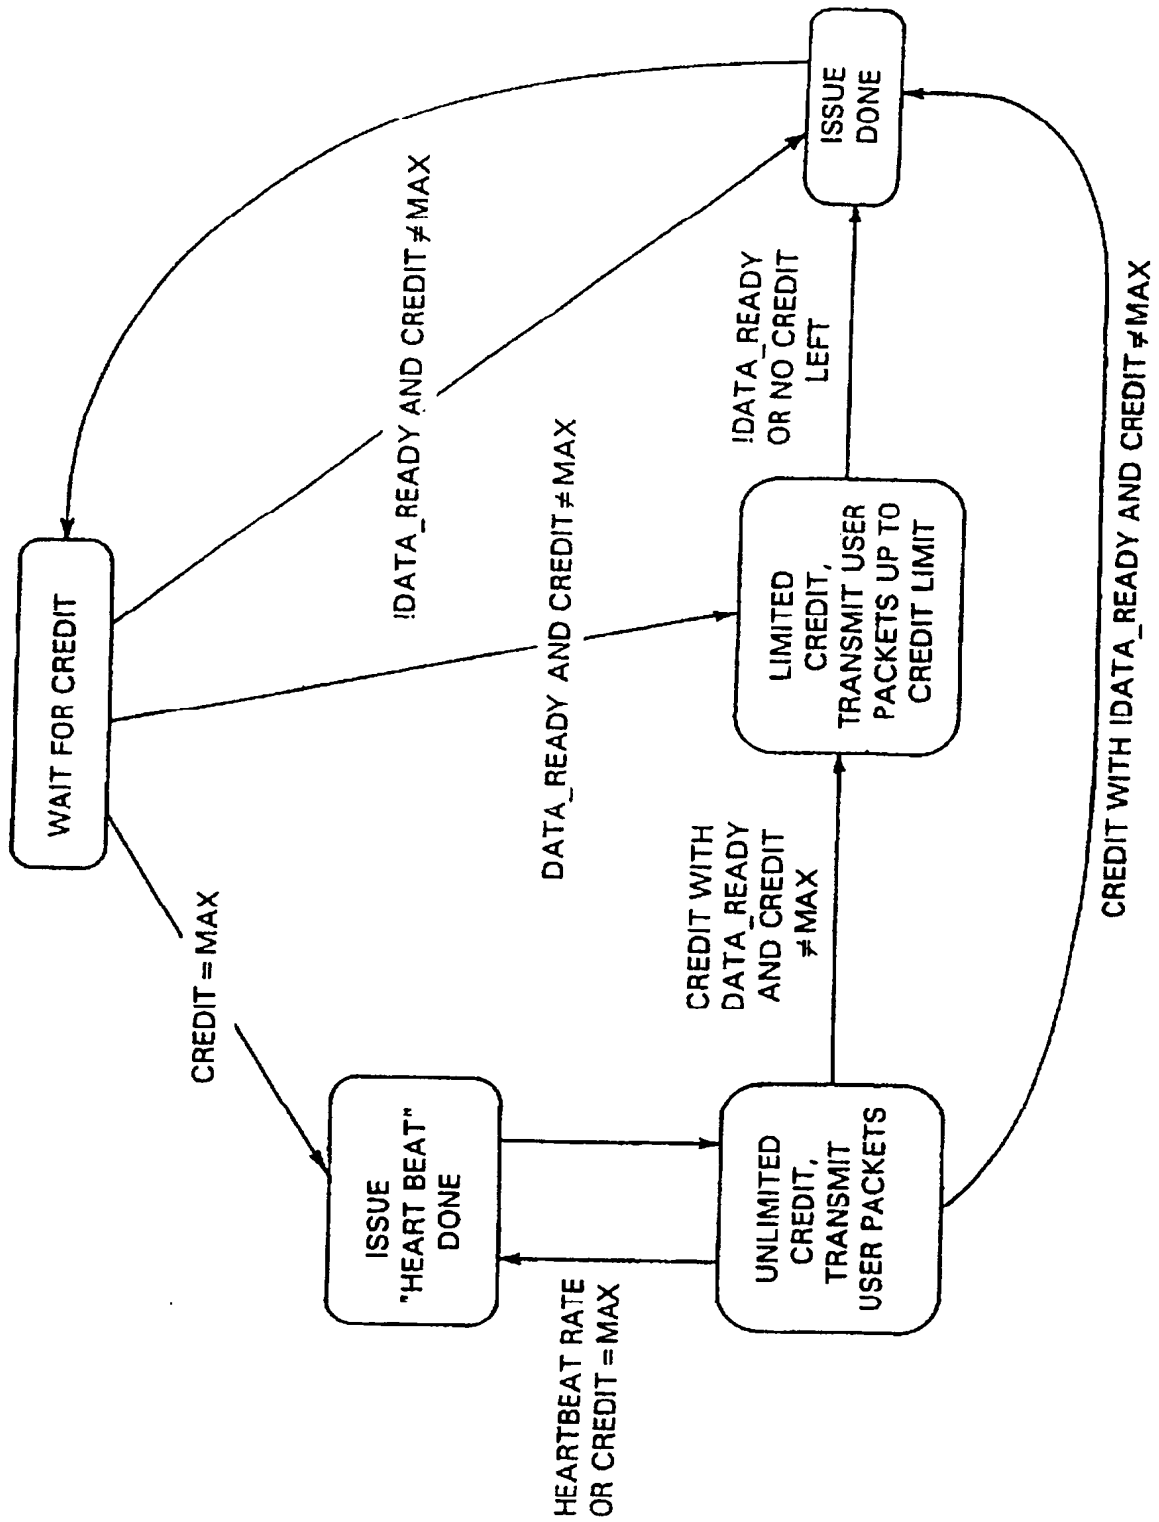 WAIT FOR CREDIT
CREDIT = MAX
!DATA_READY AND CREDIT ≠ MAX
DATA_READY AND CREDIT ≠ MAX
ISSUE
"HEART BEAT"
DONE
HEARTBEAT RATE
OR CREDIT = MAX
UNLIMITED
CREDIT,
TRANSMIT
USER PACKETS
CREDIT WITH
DATA_READY
AND CREDIT
≠ MAX
LIMITED
CREDIT,
TRANSMIT USER
PACKETS UP TO
CREDIT LIMIT
!DATA_READY
OR NO CREDIT
LEFT
ISSUE
DONE
CREDIT WITH !DATA_READY AND CREDIT ≠ MAX